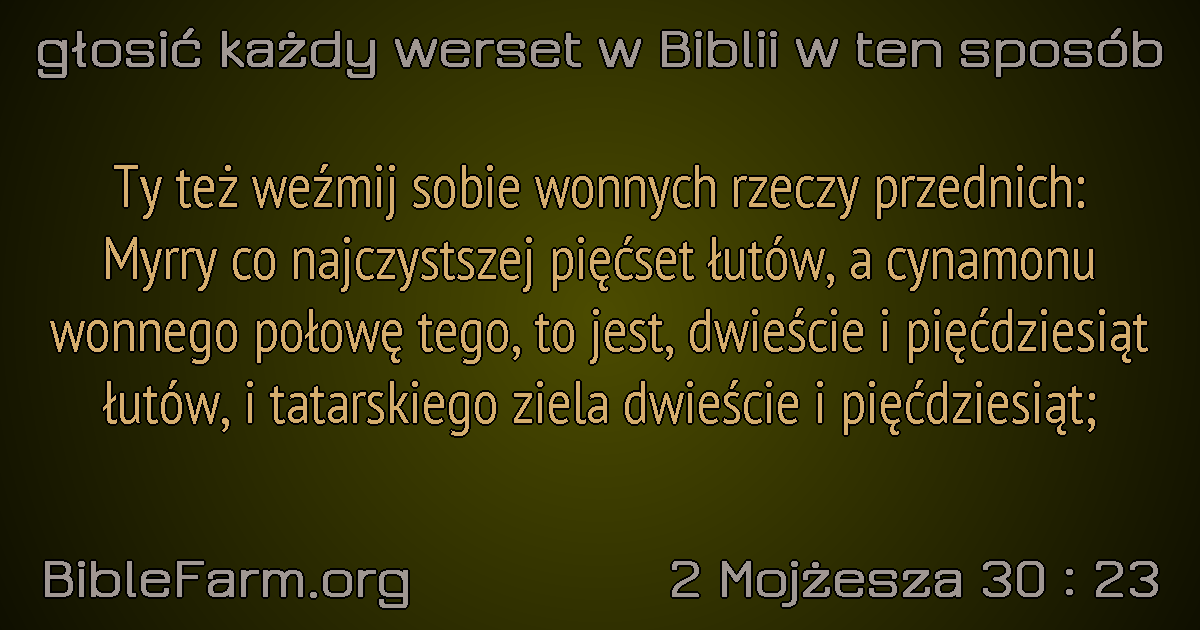 głosić każdy werset w Biblii w ten sposób
Ty też weźmij sobie wonnych rzeczy przednich:
Myrry co najczystszej pięćset łutów, a cynamonu
wonnego połowę tego, to jest, dwieście i pięćdziesiąt
łutów, i tatarskiego ziela dwieście i pięćdziesiąt;
BibleFarm.org
2 Mojżesza 30 : 23